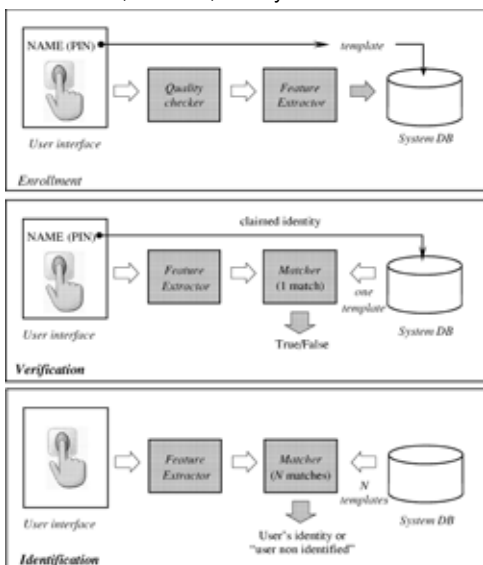 NAME (PIN)
template
Quality checker
Feature Extractor
User interface
System DB
Enrollment
claimed identity
NAME (PIN)
Feature Extractor
Matcher (1 match)
one template
User interface
True/False
System DB
Verification
Feature Extractor
Matcher (N matches)
N templates
User interface
System DB
User's identity or
"user non identified"
Identification